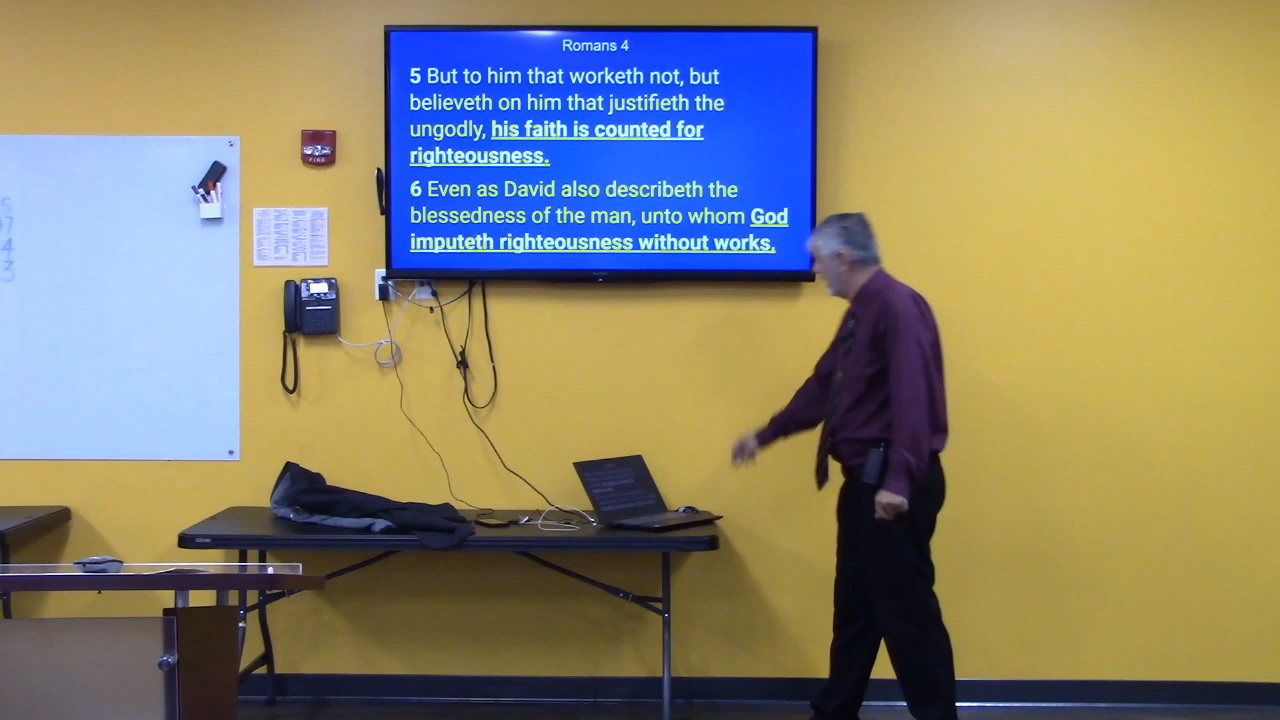 Romans 4
5 But to him that worketh not, but
believeth on him that justifieth the
ungodly, his faith is counted for
righteousness.
6 Even as David also describeth the
blessedness of the man, unto whom God
imputeth righteousness without works.
FIRE